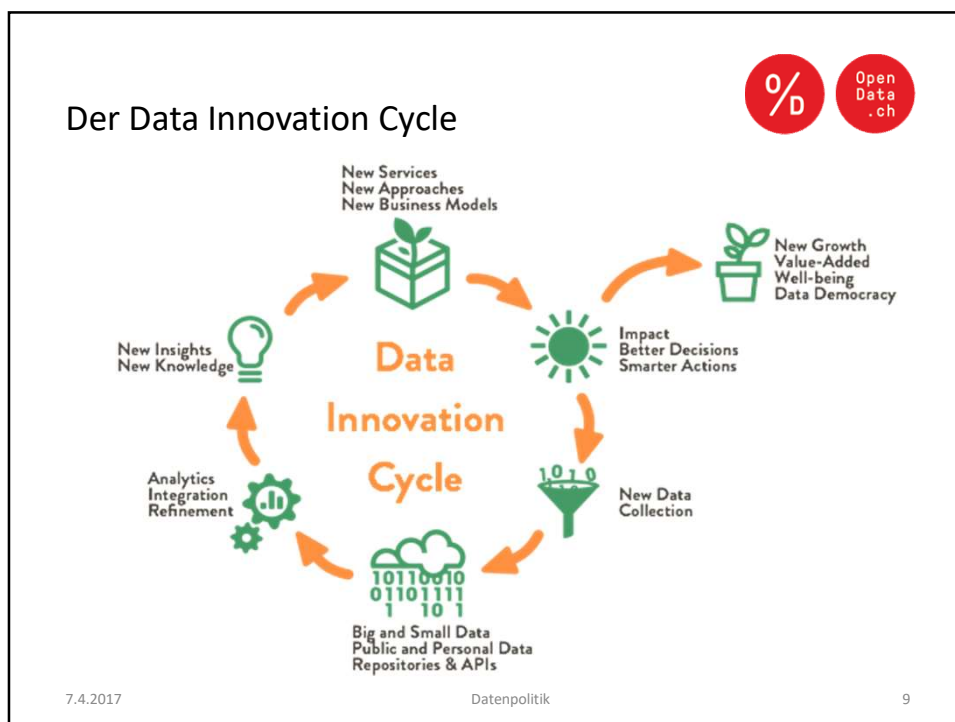 Der Data Innovation Cycle
O/D
Open
Data
.ch
New Services
New Approaches
New Business Models
New Growth
Value-Added
Well-being
Data Democracy
Impact
Better Decisions
Smarter Actions
New Insights
New Knowledge
Data
Innovation
Cycle
Analytics
Integration
Refinement
1010
New Data
Collection
10110010
01101111
1 10 1
Big and Small Data
Public and Personal Data
Repositories & APIs
7.4.2017
Datenpolitik
9